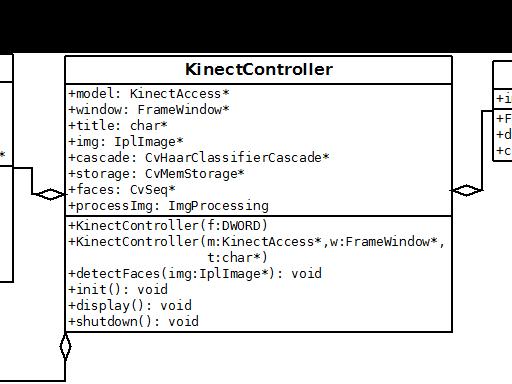 KinectController
+model: KinectAccess*
+window: FrameWindow*
+title: char*
+img: IplImage*
+cascade: CvHaarClassifierCascade*
+storage: CvMemStorage*
+faces: CvSeq*
+processImg: ImgProcessing
+KinectController(f:DWORD)
+KinectController(m:KinectAccess*,w:FrameWindow*,
t:char*)
+detectFaces(img:IplImage*): void
+init(): void
+display(): void
+shutdown(): void
*
+i
+F
+d
+c